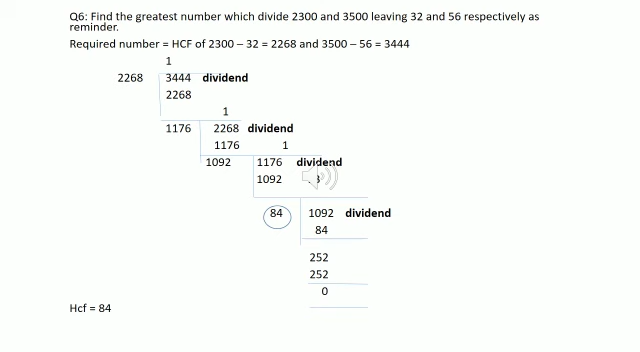 Q6: Find the greatest number which divide 2300 and 3500 leaving 32 and 56 respectively as
reminder.
Required number = HCF of 2300 – 32 = 2268 and 3500 – 56 = 3444
1
2268 3444 dividend
2268
1
1176 2268 dividend
1176 1
1092 1176 dividend
1092
84 1092 dividend
84
252
252
0
Hcf = 84